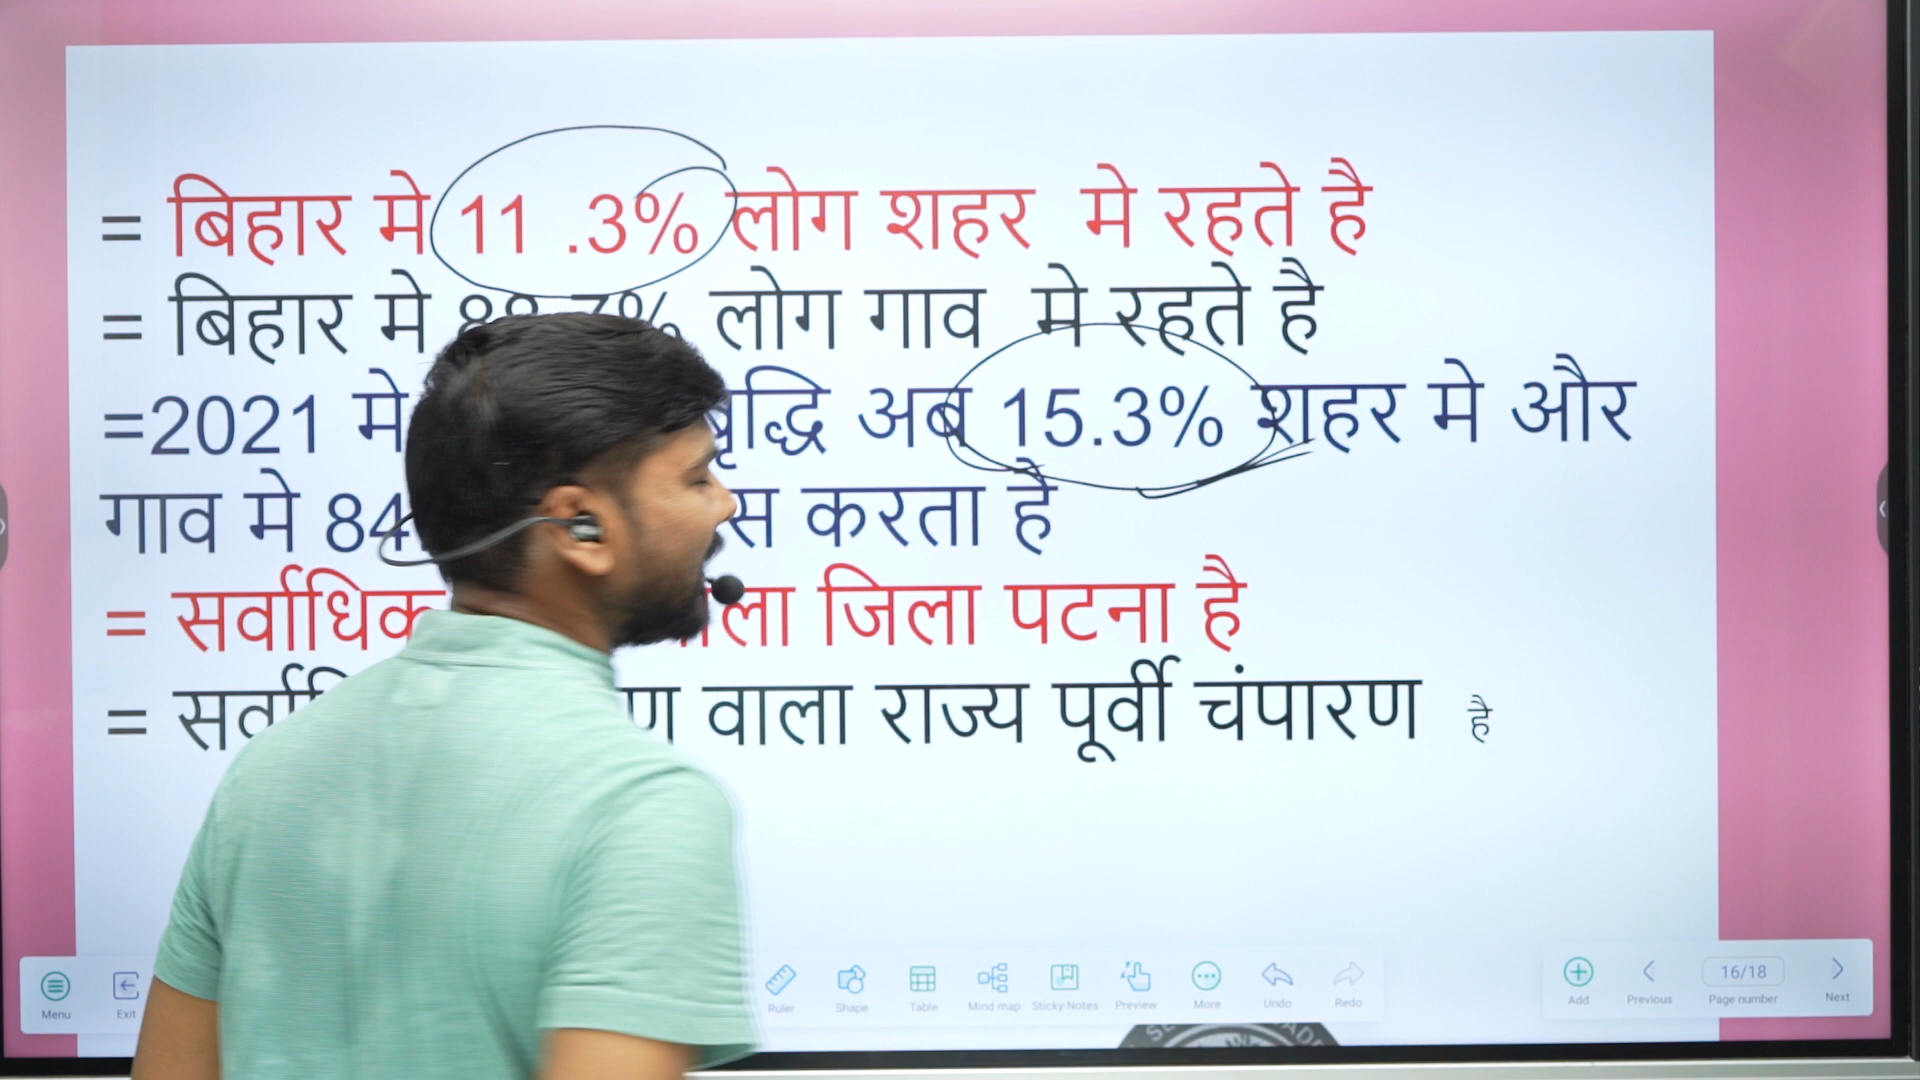 = बिहार मे 11 .3% लोग शहर मे रहते है
= बिहार मे लोग गाव मे रहते है
=2021 मे अब 15.3% शहर मे और
गाव मे 84 करता है
= सर्वाधिक जिला पटना है
= वाला राज्य पूर्वी चंपारण है
Menu Exit Ruler Shape Table Mind map Sticky Notes Preview More Undo Redo Add Previous 16/18 Page number Next